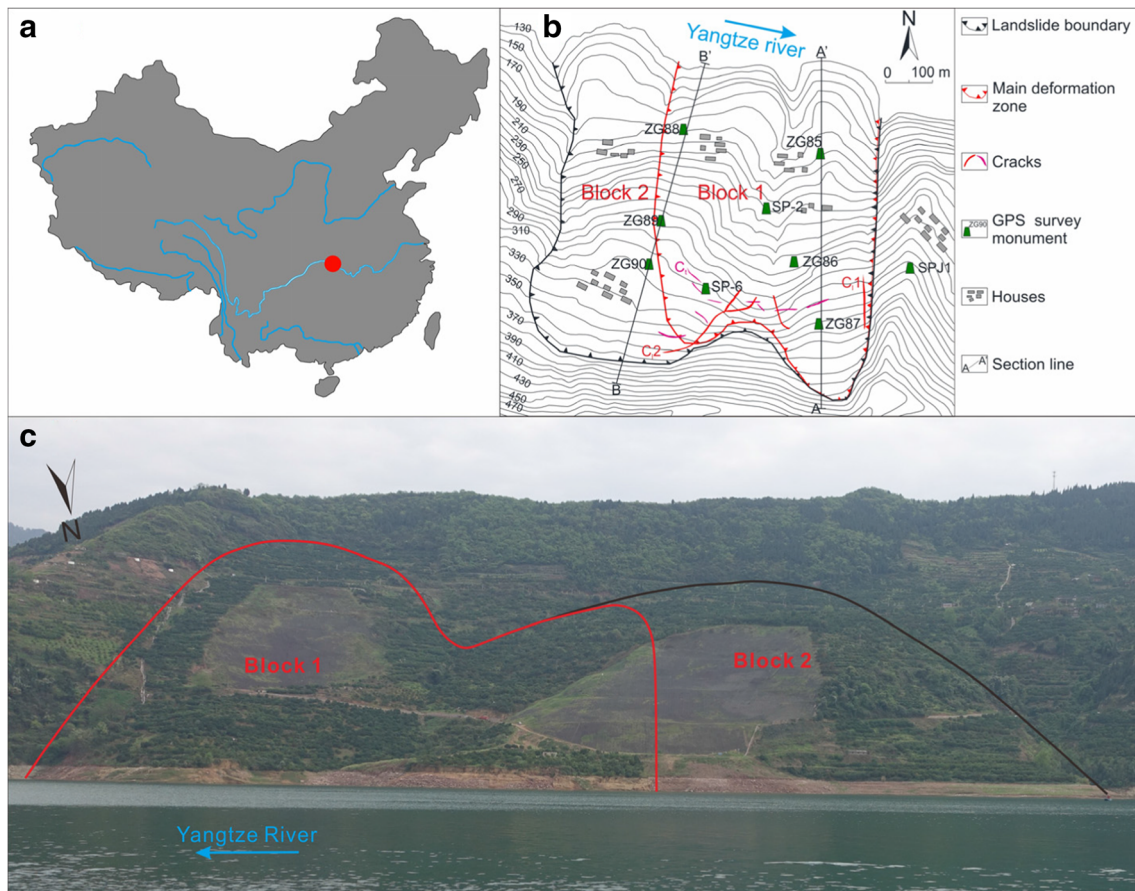 a
b
Yangtze river
N
0 100 m
130
150
170
190
210
230
250
270
290
310
330
350
370
390
410
430
450
470
B'
A'
ZG88
ZG85
Block 2
Block 1
SP-2
ZG89
ZG90
ZG86
SPJ1
SP-6
ZG87
B
A
Landslide boundary
Main deformation
zone
Cracks
ZG90
GPS survey
monument
Houses
A A'
Section line
c
N
Block 1
Block 2
Yangtze River